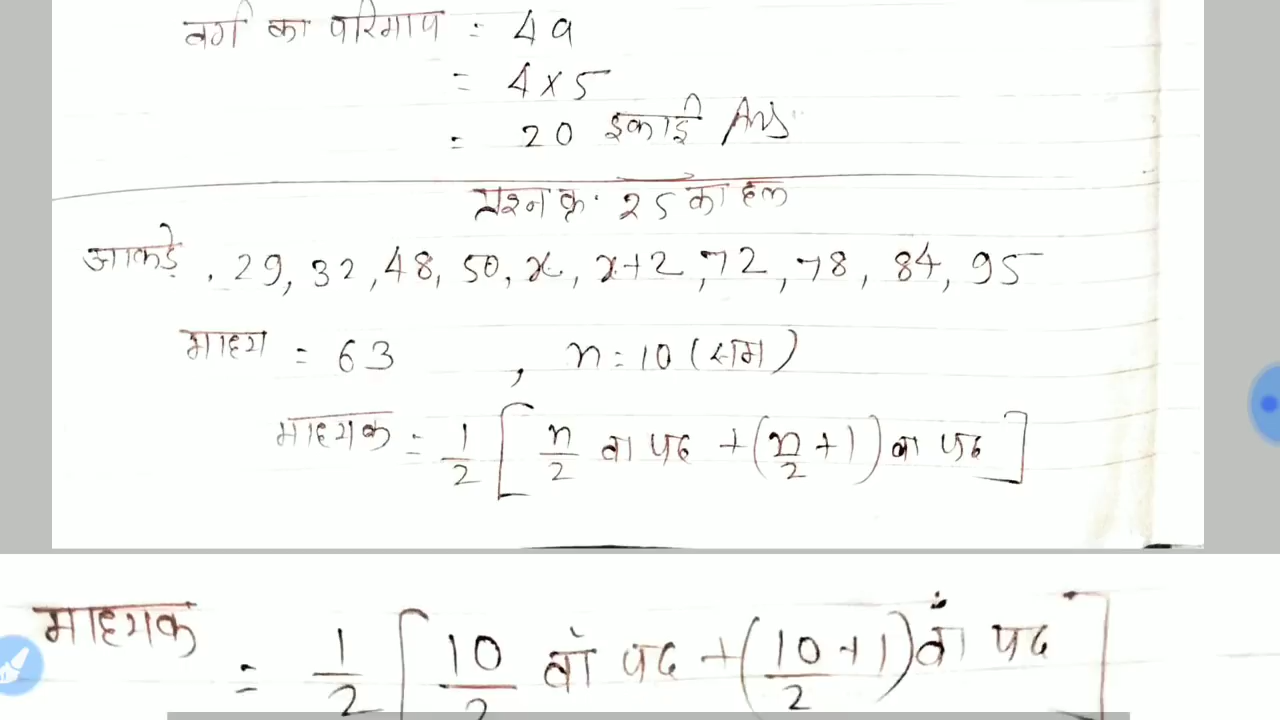 वर्ग का परिमाप = 4a
= 4 × 5
= 20 इकाई Ans
प्रश्न क्र. 25 का हल
आकड़े, 29, 32, 48, 50, x, x+2, 72, 78, 84, 95
माध्य = 63 , n = 10 (सम)
माध्यक = 1/2 [ n/2 वा पद + (n/2 + 1) वा पद ]
माध्यक = 1/2 [ 10/2 वां पद + (10+1/2) वां पद ]